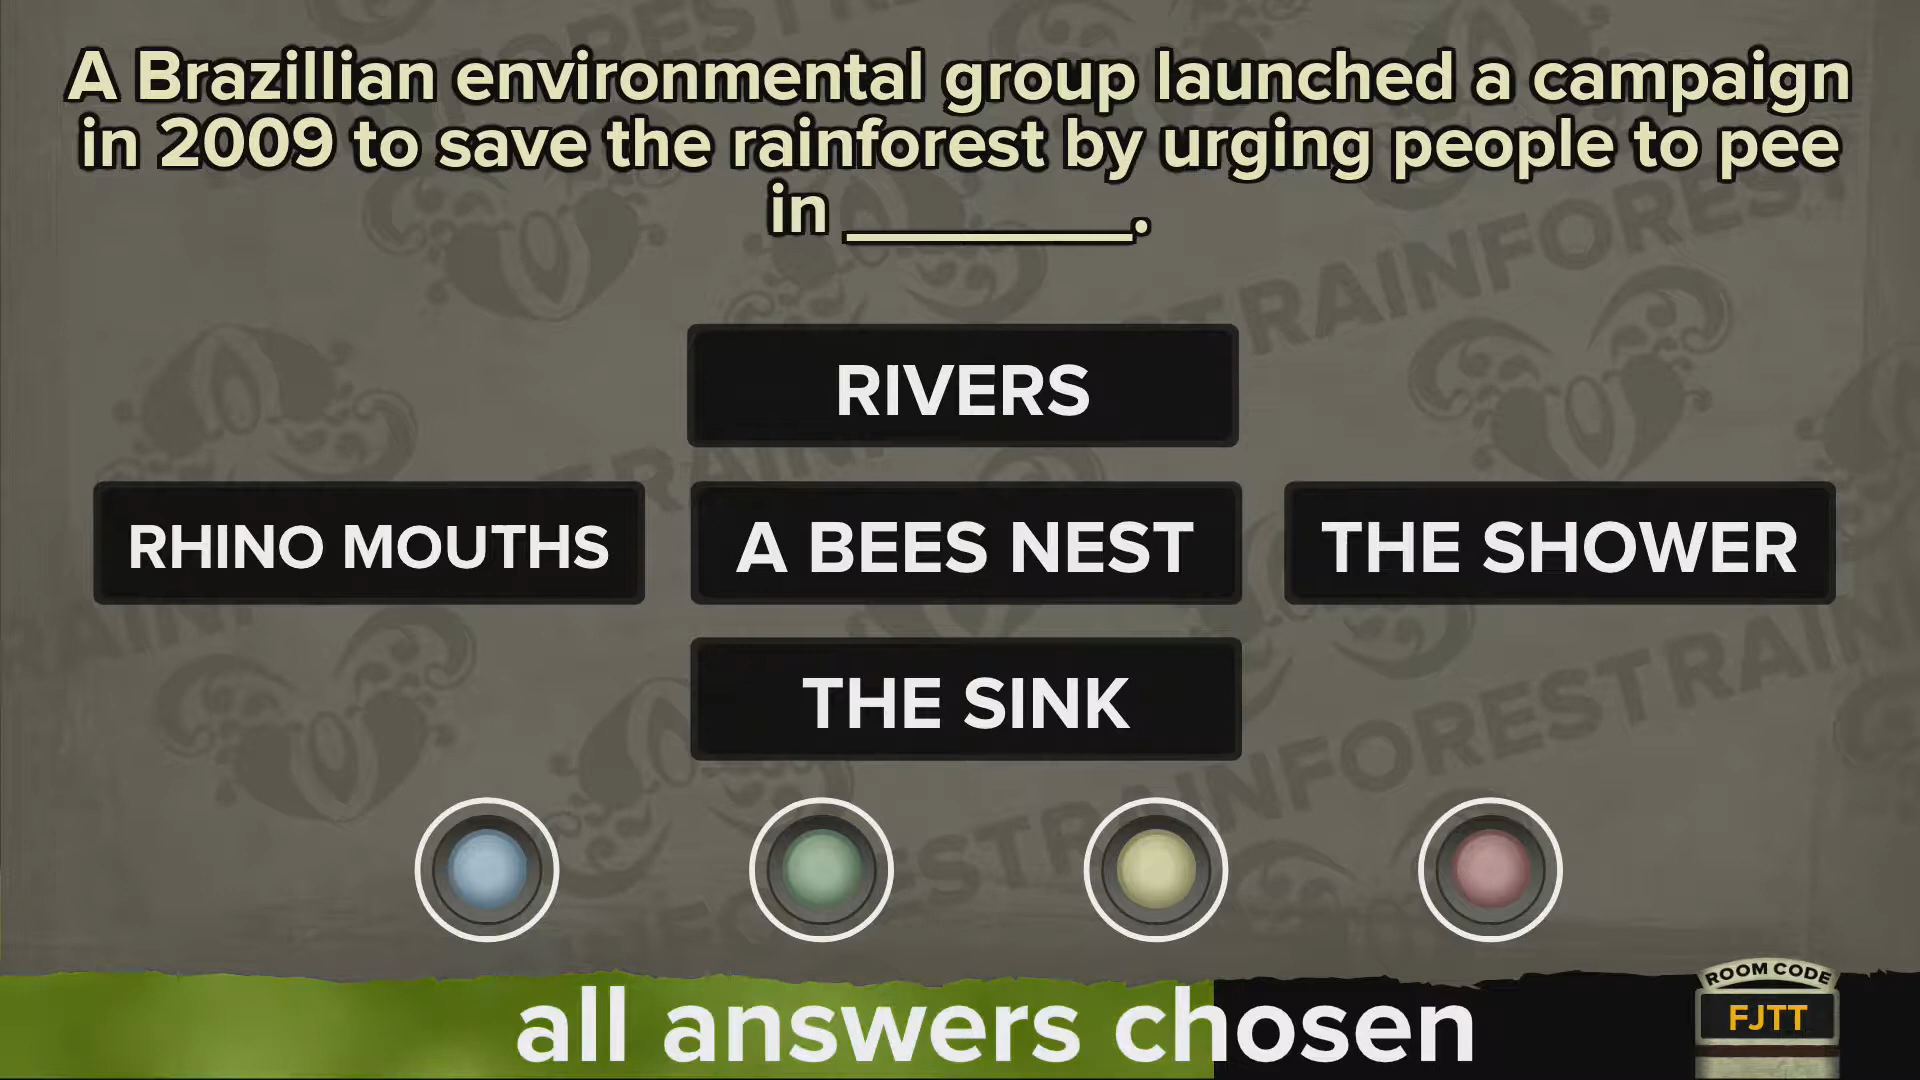 A Brazillian environmental group launched a campaign
in 2009 to save the rainforest by urging people to pee
in ________.
RIVERS
RHINO MOUTHS
A BEES NEST
THE SHOWER
THE SINK
all answers chosen
ROOM CODE
FJTT